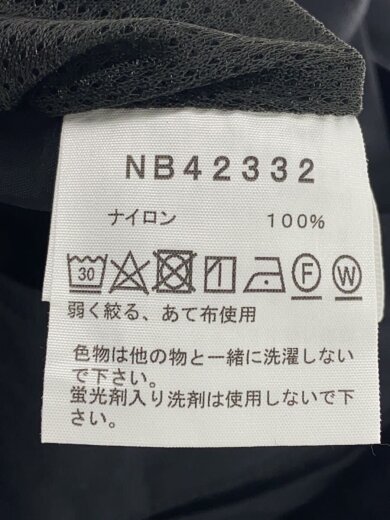 NB42332
ナイロン 100%
30 F W
弱く絞る、あて布使用
色物は他の物と一緒に洗濯しない
で下さい。
蛍光剤入り洗剤は使用しないで下
さい。